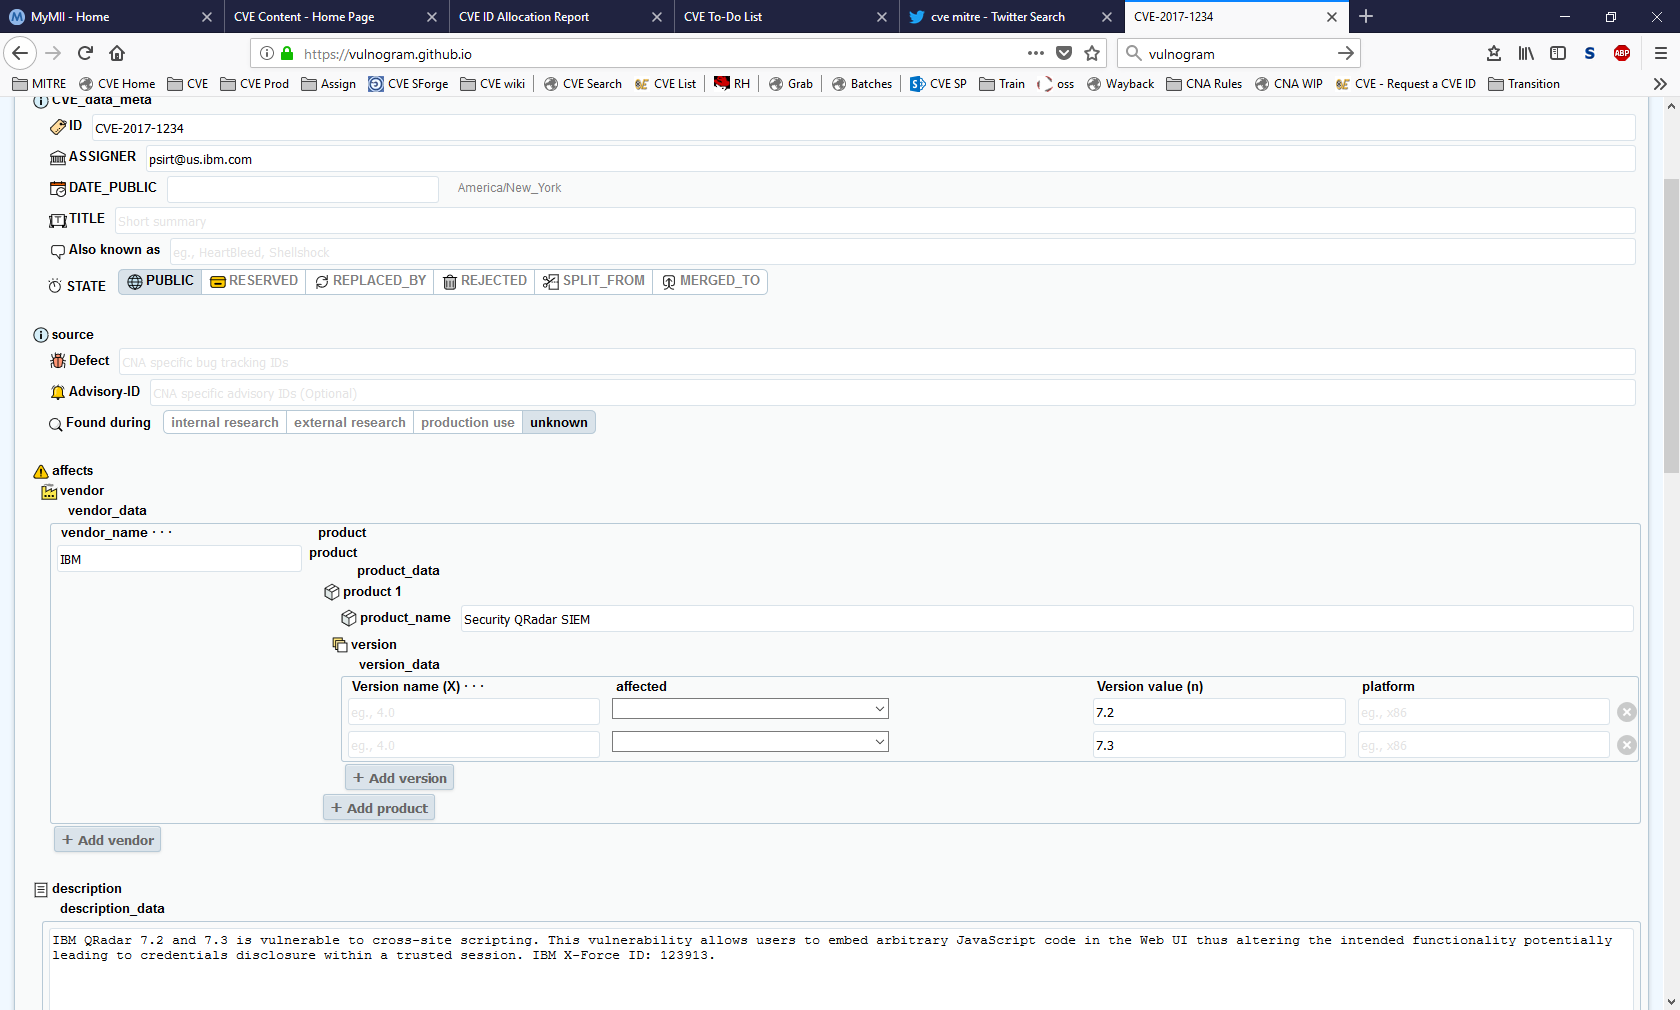 MyMII - Home
CVE Content - Home Page
CVE ID Allocation Report
CVE To-Do List
cve mitre - Twitter Search
CVE-2017-1234
https://vulnogram.github.io
vulnogram
S
ABP
MITRE CVE Home CVE CVE Prod Assign CVE SForge CVE wiki CVE Search CVE List RH Grab Batches CVE SP Train oss Wayback CNA Rules CNA WIP CVE - Request a CVE ID Transition
CVE_data_meta
ID CVE-2017-1234
ASSIGNER psirt@us.ibm.com
DATE_PUBLIC America/New_York
TITLE Short summary
Also known as eg., HeartBleed, Shellshock
STATE PUBLIC RESERVED REPLACED_BY REJECTED SPLIT_FROM MERGED_TO
source
Defect CNA specific bug tracking IDs
Advisory-ID CNA specific advisory IDs (Optional)
Found during internal research external research production use unknown
affects
vendor
vendor_data
vendor_name · · · product
IBM product
product_data
product 1
product_name Security QRadar SIEM
version
version_data
Version name (X) · · · affected Version value (n) platform
eg., 4.0 7.2 eg., x86
eg., 4.0 7.3 eg., x86
+ Add version
+ Add product
+ Add vendor
description
description_data
IBM QRadar 7.2 and 7.3 is vulnerable to cross-site scripting. This vulnerability allows users to embed arbitrary JavaScript code in the Web UI thus altering the intended functionality potentially
leading to credentials disclosure within a trusted session. IBM X-Force ID: 123913.